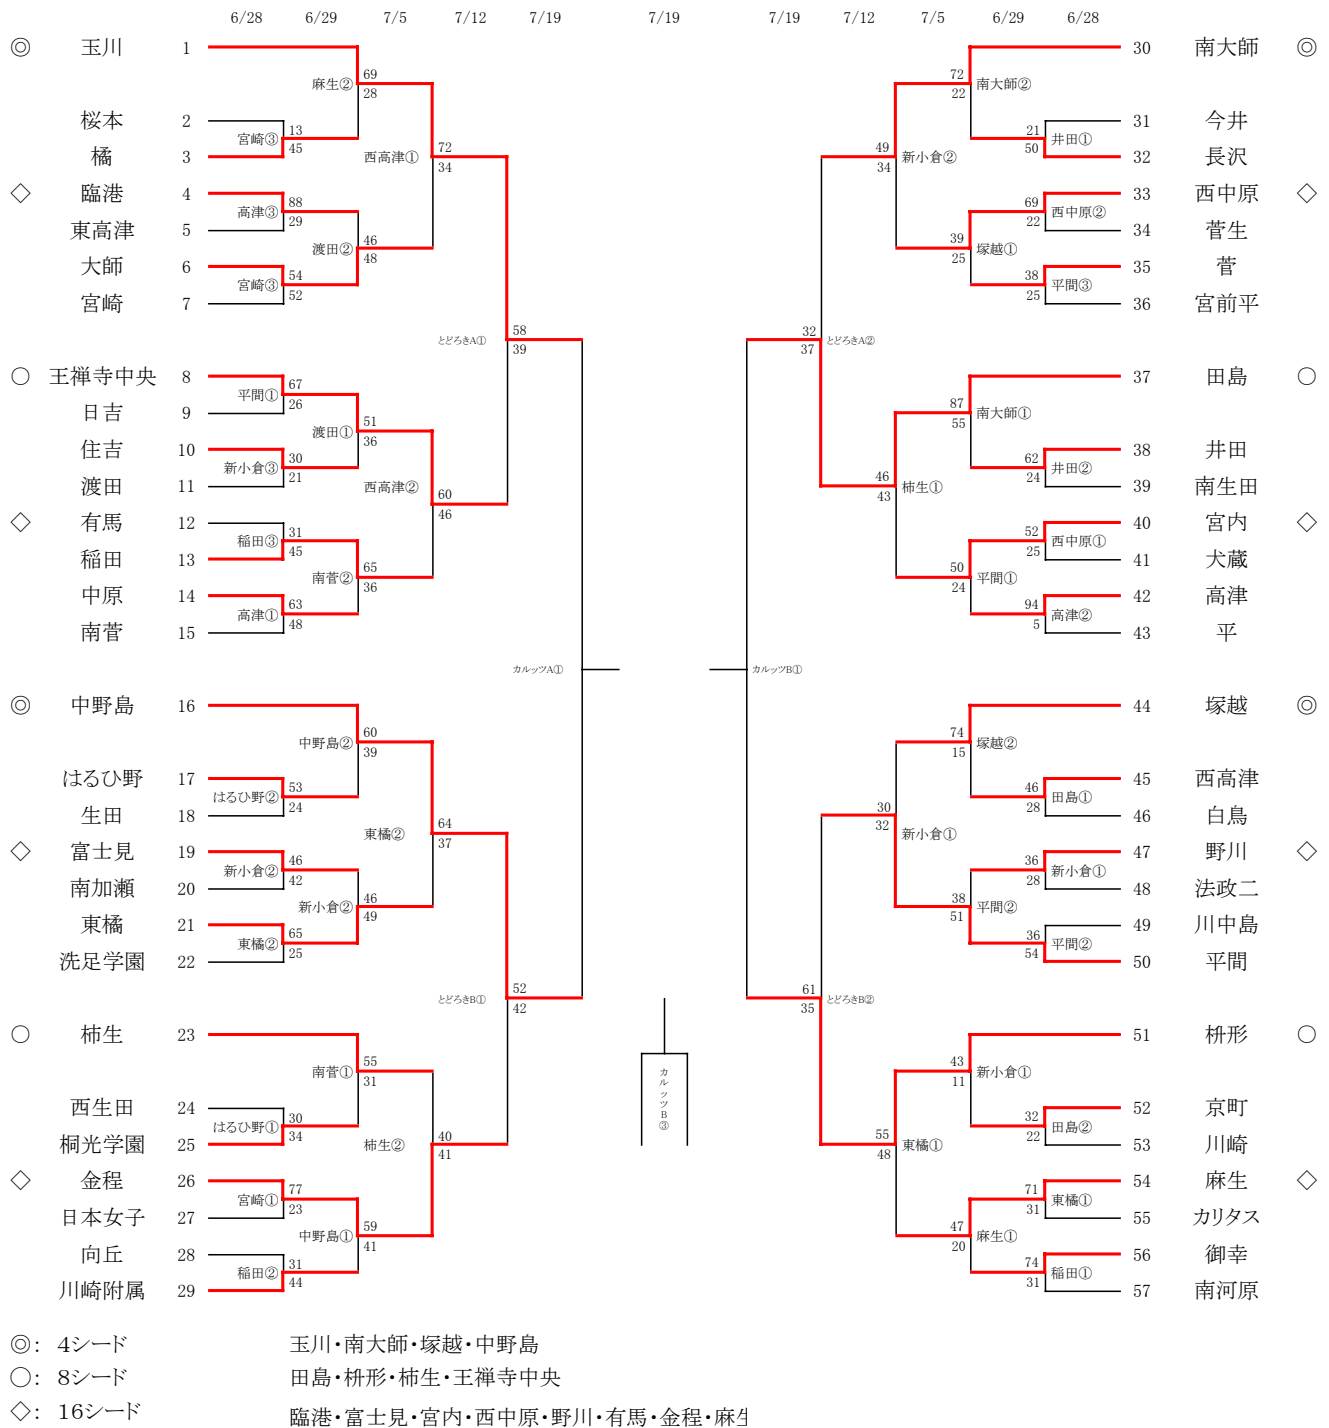 6/28 6/29 7/5 7/12 7/19 7/19 7/19 7/12 7/5 6/29 6/28
◎ 玉川 1 30 南大師 ◎
麻生② 69 28 72 22 南大師②
桜本 2 31 今井
宮崎③ 13 45 21 50 井田①
橘 3 32 長沢
西高津① 72 34 49 34 新小倉②
◇ 臨港 4 33 西中原 ◇
高津③ 88 29 69 22 西中原②
東高津 5 34 菅生
渡田② 46 48 39 25 塚越①
大師 6 35 菅
宮崎③ 54 52 38 25 平間③
宮崎 7 36 宮前平
とどろきA① 58 39 32 37 とどろきA②
○ 王禅寺中央 8 37 田島 ○
平間① 67 26
日吉 9
渡田① 51 36 87 55 南大師①
住吉 10 38 井田
新小倉③ 30 21 62 24 井田②
渡田 11 39 南生田
西高津② 60 46 46 43 柿生①
◇ 有馬 12 40 宮内 ◇
稲田③ 31 45 52 25 西中原①
稲田 13 41 犬蔵
南菅② 65 36 50 24 平間①
中原 14 42 高津
高津① 63 48 94 5 高津②
南菅 15 43 平
カルッツA① カルッツB①
◎ 中野島 16 44 塚越 ◎
中野島② 60 39 74 15 塚越②
はるひ野 17 45 西高津
はるひ野② 53 24 46 28 田島①
生田 18 46 白鳥
東橘② 64 37 30 32 新小倉①
◇ 富士見 19 47 野川 ◇
新小倉② 46 42 36 28 新小倉①
南加瀬 20 48 法政二
新小倉② 46 49 38 51 平間②
東橘 21 49 川中島
東橘② 65 25 36 54 平間②
洗足学園 22 50 平間
とどろきB① 52 42 61 35 とどろきB②
○ 柿生 23 51 枡形 ○
南菅① 55 31 43 11 新小倉①
カルッツB③
西生田 24 52 京町
はるひ野① 30 34 32 22 田島②
桐光学園 25 53 川崎
柿生② 40 41 55 48 東橘①
◇ 金程 26 54 麻生 ◇
宮崎① 77 23 71 31 東橘①
日本女子 27 55 カリタス
中野島① 59 41 47 20 麻生①
向丘 28 56 御幸
稲田② 31 44 74 31 稲田①
川崎附属 29 57 南河原
◎: 4シード 玉川・南大師・塚越・中野島
○: 8シード 田島・枡形・柿生・王禅寺中央
◇: 16シード 臨港・富士見・宮内・西中原・野川・有馬・金程・麻生